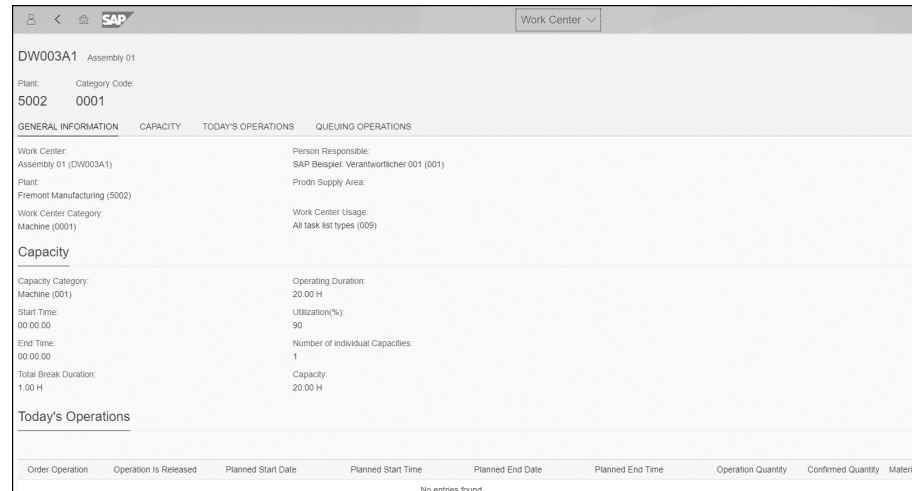 SAP Work Center
DW003A1 Assembly 01
Plant: Category Code:
5002 0001
GENERAL INFORMATION CAPACITY TODAY'S OPERATIONS QUEUING OPERATIONS
Work Center: Person Responsible:
Assembly 01 (DW003A1) SAP Beispiel: Verantwortlicher 001 (001)
Plant: Prodn Supply Area:
Fremont Manufacturing (5002)
Work Center Category: Work Center Usage:
Machine (0001) All task list types (009)
Capacity
Capacity Category: Operating Duration:
Machine (001) 20.00 H
Start Time: Utilization(%):
00:00:00 90
End Time: Number of individual Capacities:
00:00:00 1
Total Break Duration: Capacity:
1.00 H 20.00 H
Today's Operations
Order Operation Operation Is Released Planned Start Date Planned Start Time Planned End Date Planned End Time Operation Quantity Confirmed Quantity Materi
No entries found